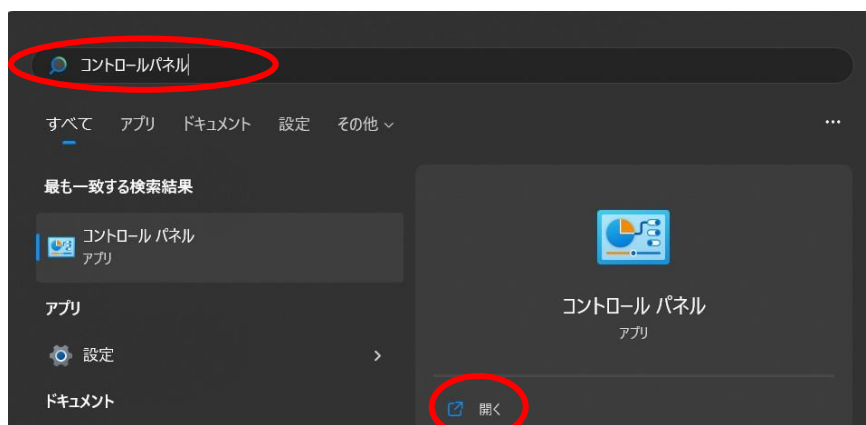 コントロールパネル
すべて アプリ ドキュメント 設定 その他
最も一致する検索結果
コントロール パネル
アプリ
アプリ
設定
ドキュメント
コントロール パネル
アプリ
開く